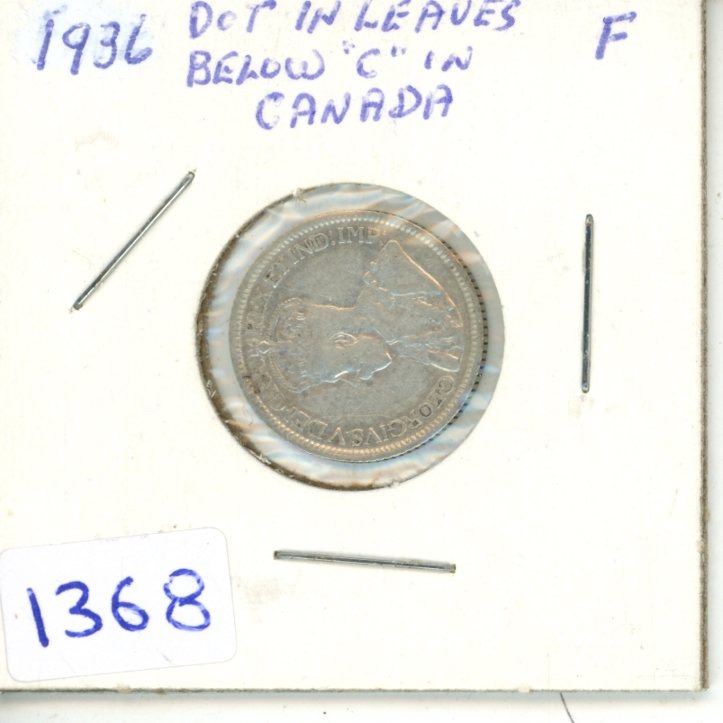 1936 DOT IN LEAVES F
BELOW "C" IN
CANADA
GEORGIVS V DEI GRA: REX ET IND: IMP:
1368